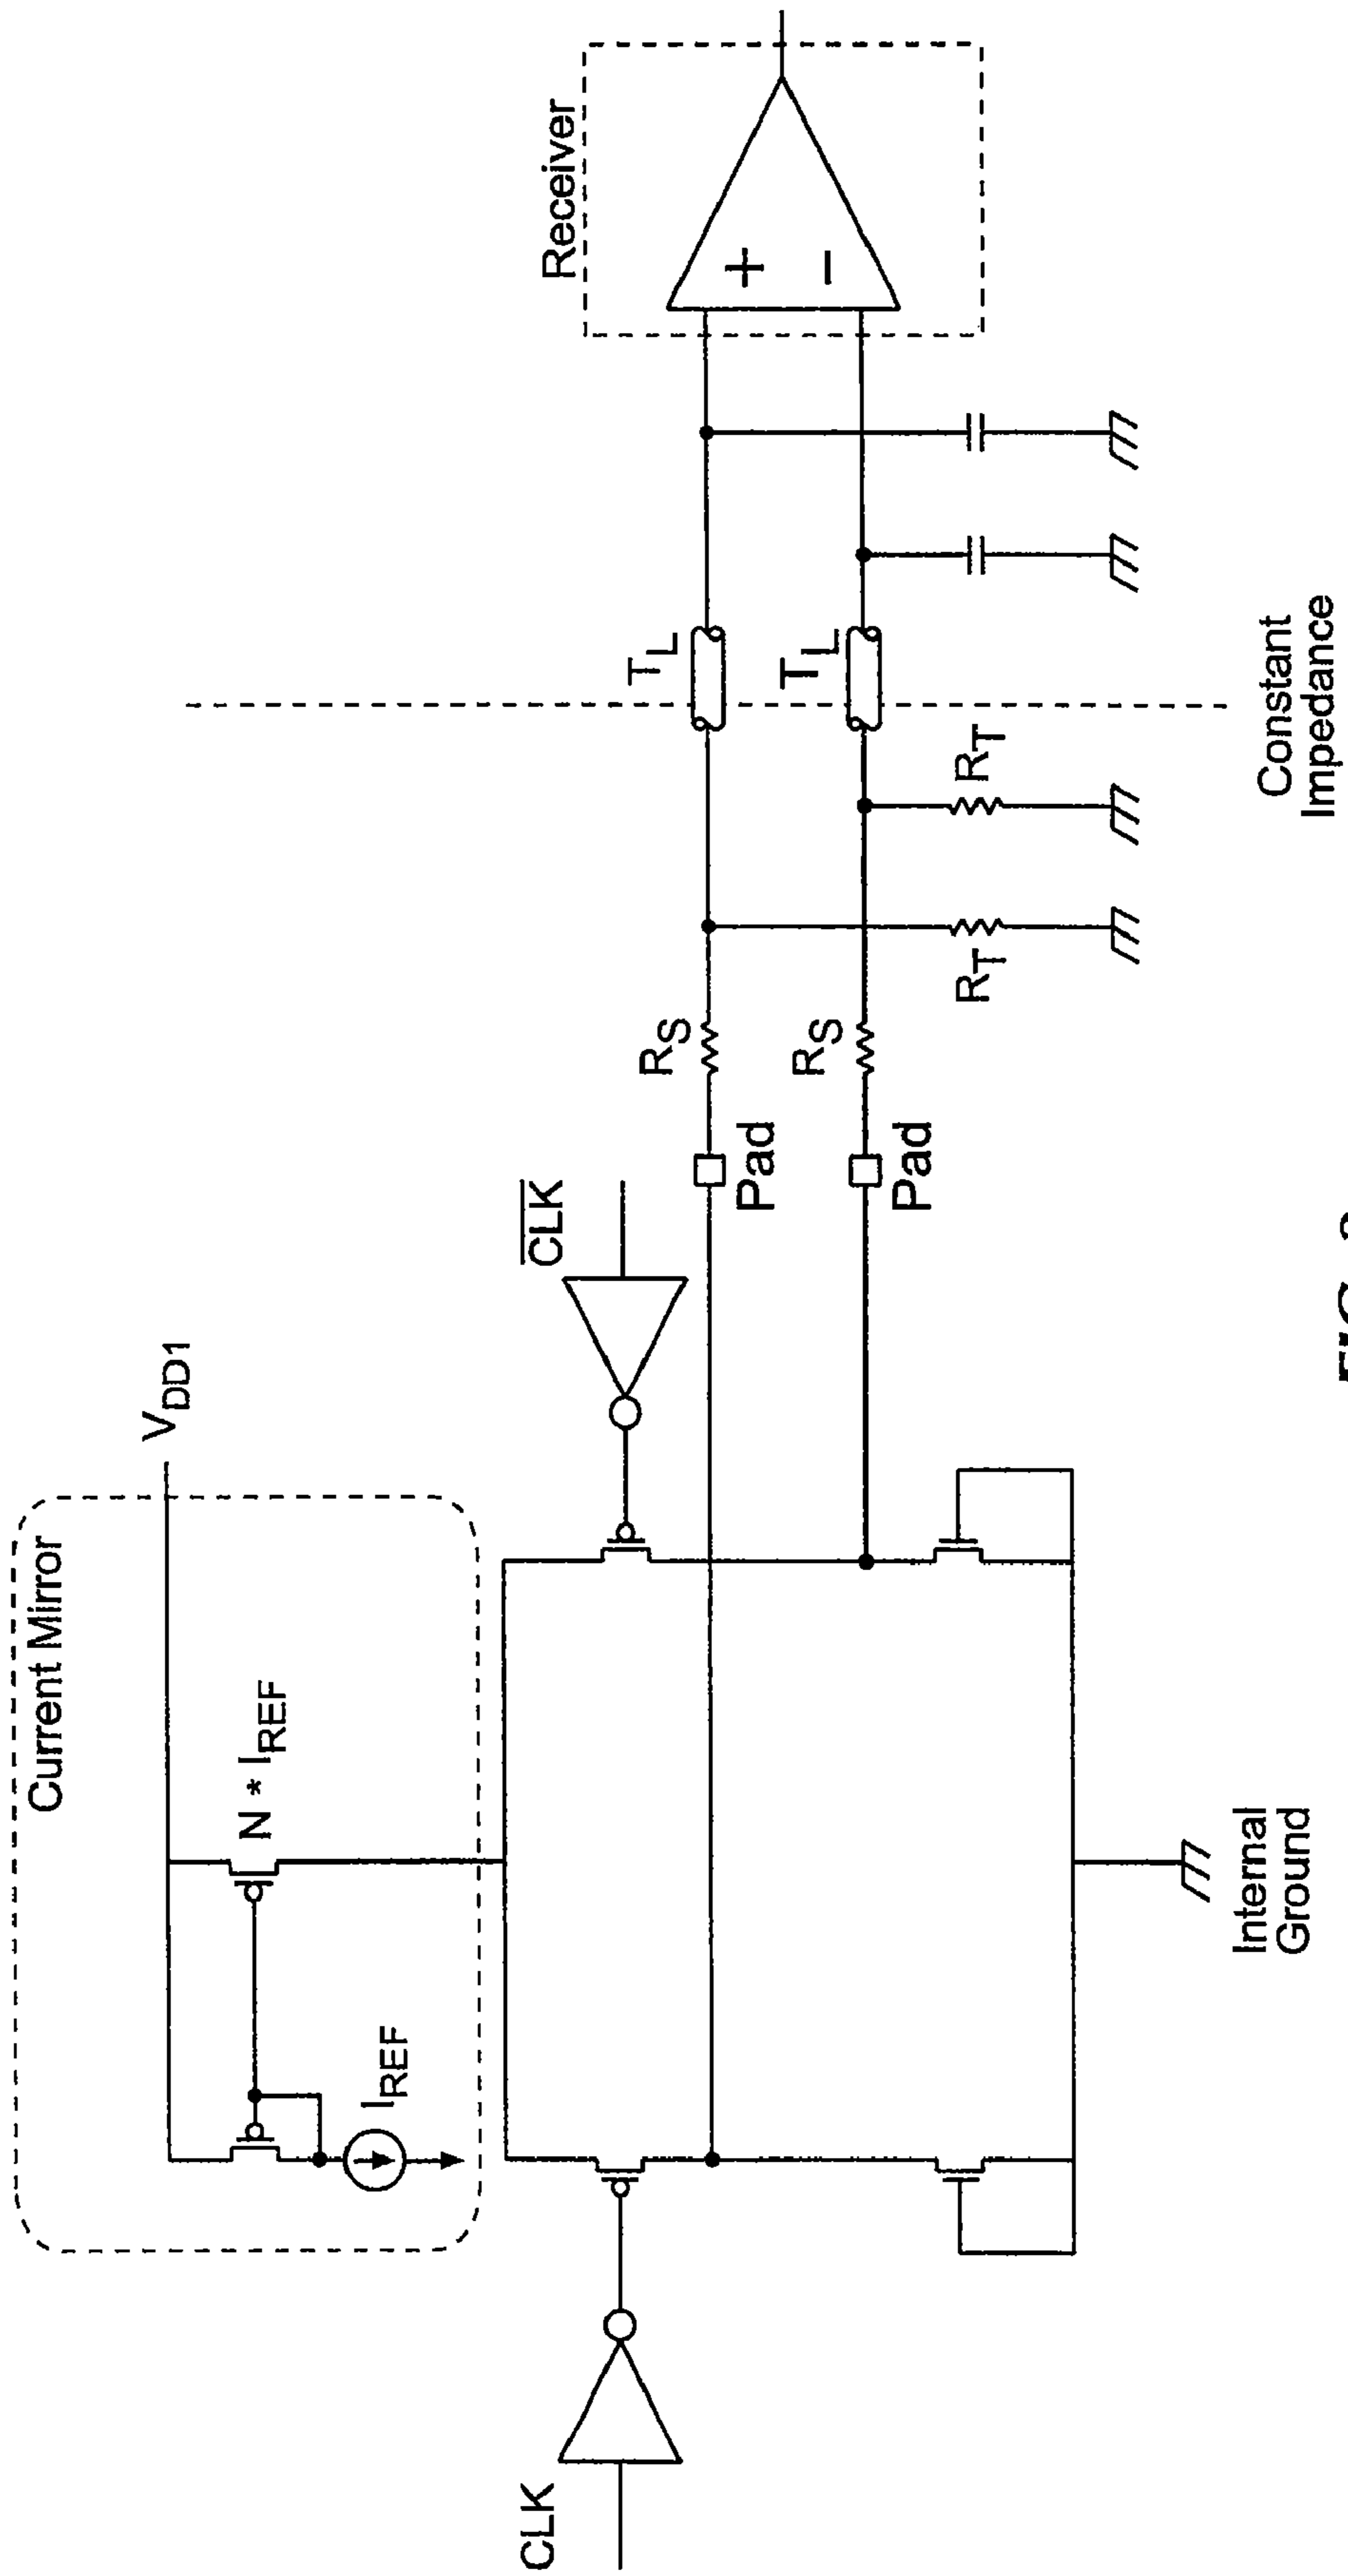 Current Mirror
V_DD1
N * I_REF
I_REF
CLK
C̅L̅K̅
Pad
Pad
R_S
R_S
R_T
R_T
T_L
T_L
Receiver
+
−
Internal
Ground
Constant
Impedance